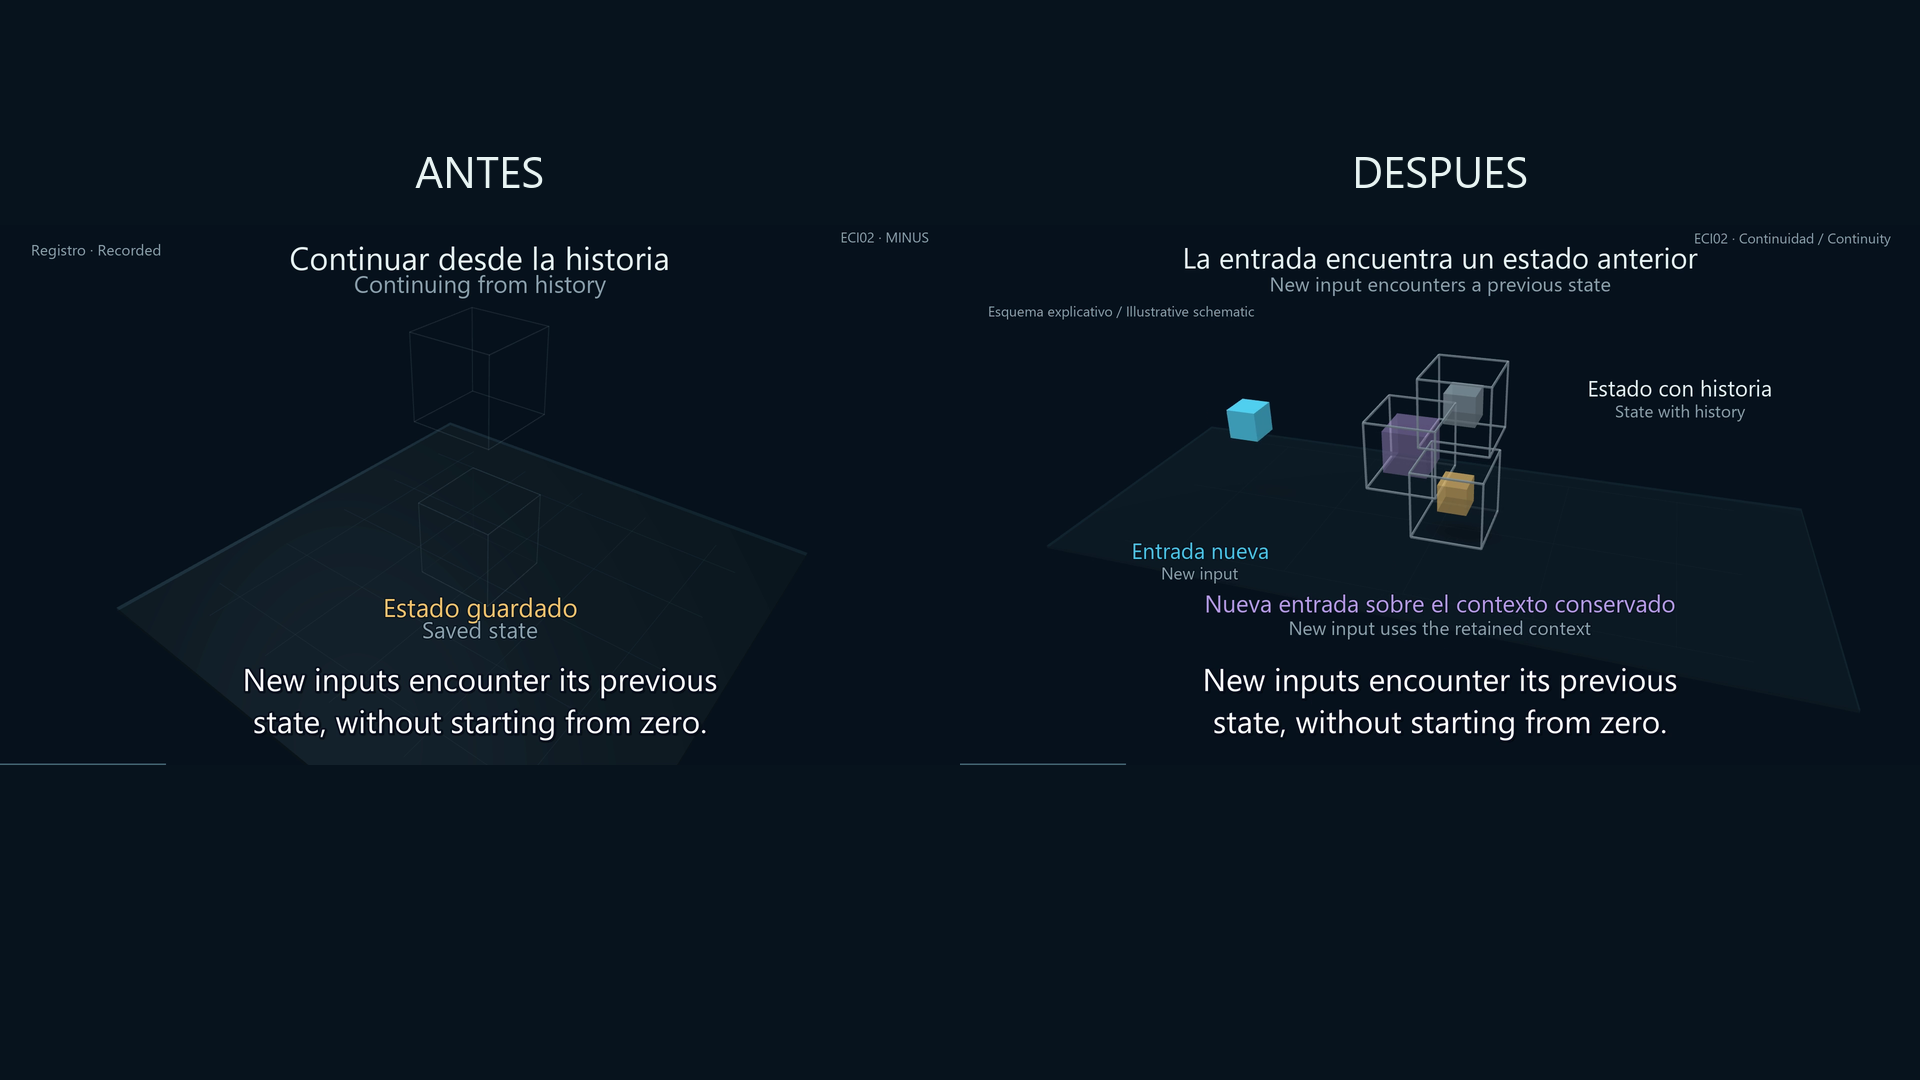 ANTES
Registro · Recorded
ECI02 · MINUS
Continuar desde la historia
Continuing from history
Estado guardado
Saved state
New inputs encounter its previous
state, without starting from zero.
DESPUES
ECI02 · Continuidad / Continuity
La entrada encuentra un estado anterior
New input encounters a previous state
Esquema explicativo / Illustrative schematic
Estado con historia
State with history
Entrada nueva
New input
Nueva entrada sobre el contexto conservado
New input uses the retained context
New inputs encounter its previous
state, without starting from zero.